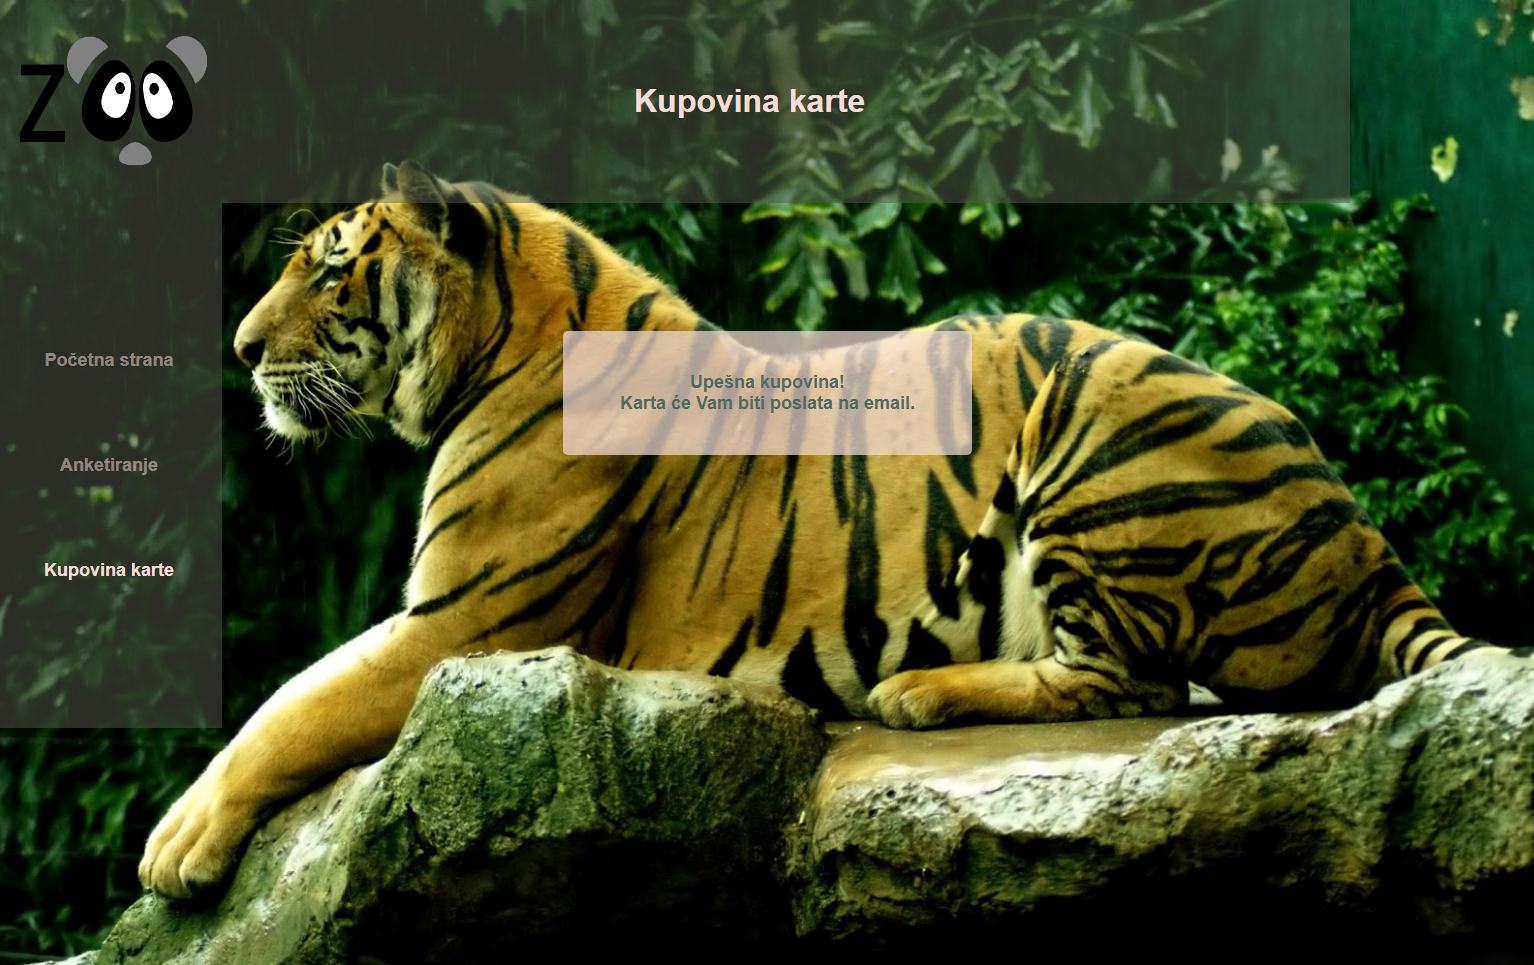 ZOO
Kupovina karte
Početna strana
Anketiranje
Kupovina karte
Upešna kupovina!
Karta će Vam biti poslata na email.